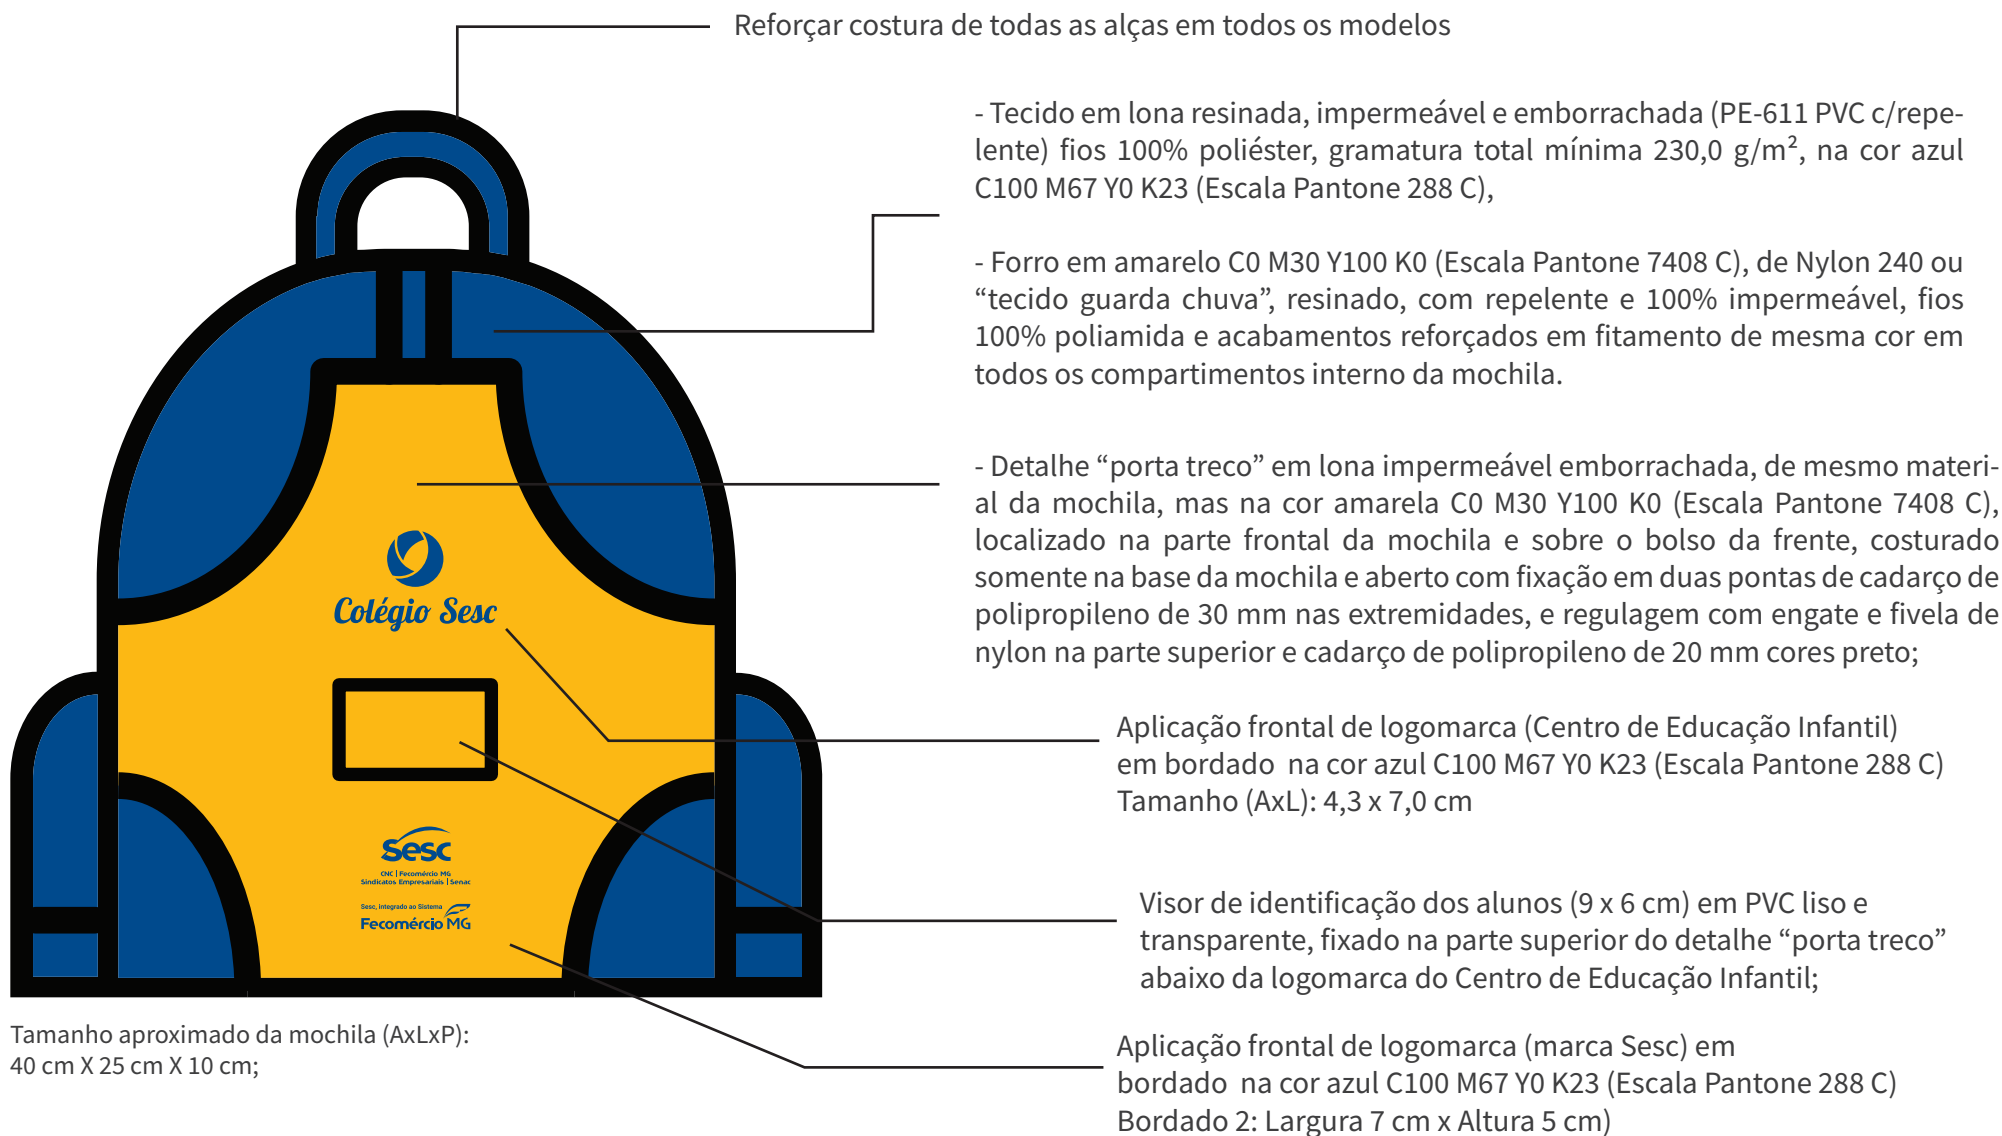 Reforçar costura de todas as alças em todos os modelos
- Tecido em lona resinada, impermeável e emborrachada (PE-611 PVC c/repe-
lente) fios 100% poliéster, gramatura total mínima 230,0 g/m², na cor azul
C100 M67 Y0 K23 (Escala Pantone 288 C),
- Forro em amarelo C0 M30 Y100 K0 (Escala Pantone 7408 C), de Nylon 240 ou
“tecido guarda chuva”, resinado, com repelente e 100% impermeável, fios
100% poliamida e acabamentos reforçados em fitamento de mesma cor em
todos os compartimentos interno da mochila.
- Detalhe “porta treco” em lona impermeável emborrachada, de mesmo materi-
al da mochila, mas na cor amarela C0 M30 Y100 K0 (Escala Pantone 7408 C),
localizado na parte frontal da mochila e sobre o bolso da frente, costurado
somente na base da mochila e aberto com fixação em duas pontas de cadarço de
polipropileno de 30 mm nas extremidades, e regulagem com engate e fivela de
nylon na parte superior e cadarço de polipropileno de 20 mm cores preto;
Colégio Sesc
Aplicação frontal de logomarca (Centro de Educação Infantil)
em bordado na cor azul C100 M67 Y0 K23 (Escala Pantone 288 C)
Tamanho (AxL): 4,3 x 7,0 cm
Sesc
CNC | Fecomércio MG
Sindicatos Empresariais | Senac
Sesc, integrado ao Sistema
Fecomércio MG
Visor de identificação dos alunos (9 x 6 cm) em PVC liso e
transparente, fixado na parte superior do detalhe “porta treco”
abaixo da logomarca do Centro de Educação Infantil;
Tamanho aproximado da mochila (AxLxP):
40 cm X 25 cm X 10 cm;
Aplicação frontal de logomarca (marca Sesc) em
bordado na cor azul C100 M67 Y0 K23 (Escala Pantone 288 C)
Bordado 2: Largura 7 cm x Altura 5 cm)